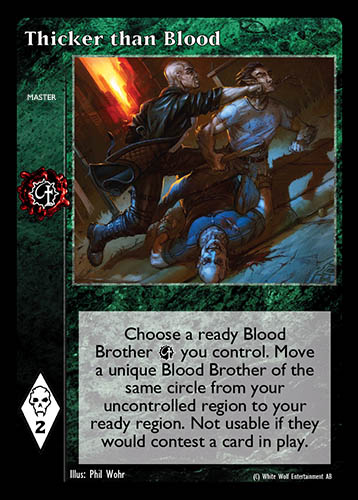 Thicker than Blood
MASTER
Choose a ready Blood
Brother you control. Move
a unique Blood Brother of the
same circle from your
uncontrolled region to your
ready region. Not usable if they
would contest a card in play.
2
Illus: Phil Wohr
(C) White Wolf Entertainment AB